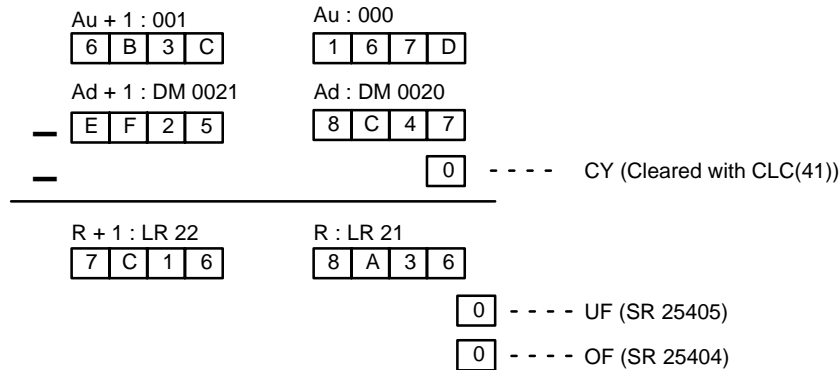 Au + 1 : 001 Au : 000
6 B 3 C 1 6 7 D
Ad + 1 : DM 0021 Ad : DM 0020
– E F 2 5 8 C 4 7
– 0 - - - - CY (Cleared with CLC(41))
R + 1 : LR 22 R : LR 21
7 C 1 6 8 A 3 6
0 - - - - UF (SR 25405)
0 - - - - OF (SR 25404)